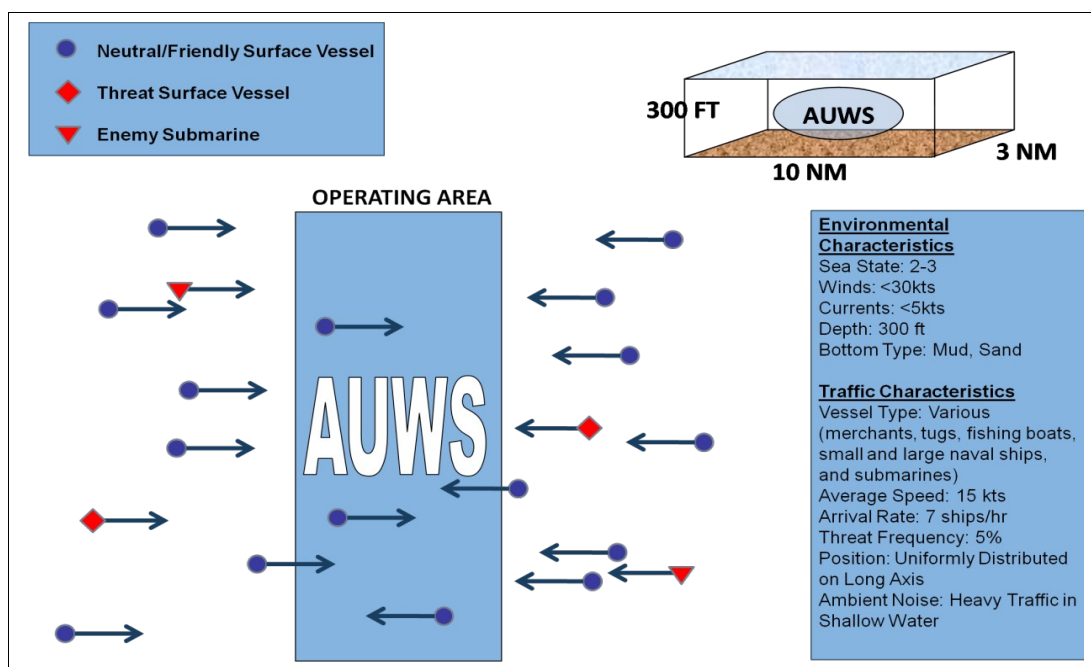 Neutral/Friendly Surface Vessel
Threat Surface Vessel
Enemy Submarine
300 FT
AUWS
3 NM
10 NM
OPERATING AREA
AUWS
Environmental
Characteristics
Sea State: 2-3
Winds: <30kts
Currents: <5kts
Depth: 300 ft
Bottom Type: Mud, Sand
Traffic Characteristics
Vessel Type: Various
(merchants, tugs, fishing boats,
small and large naval ships,
and submarines)
Average Speed: 15 kts
Arrival Rate: 7 ships/hr
Threat Frequency: 5%
Position: Uniformly Distributed
on Long Axis
Ambient Noise: Heavy Traffic in
Shallow Water